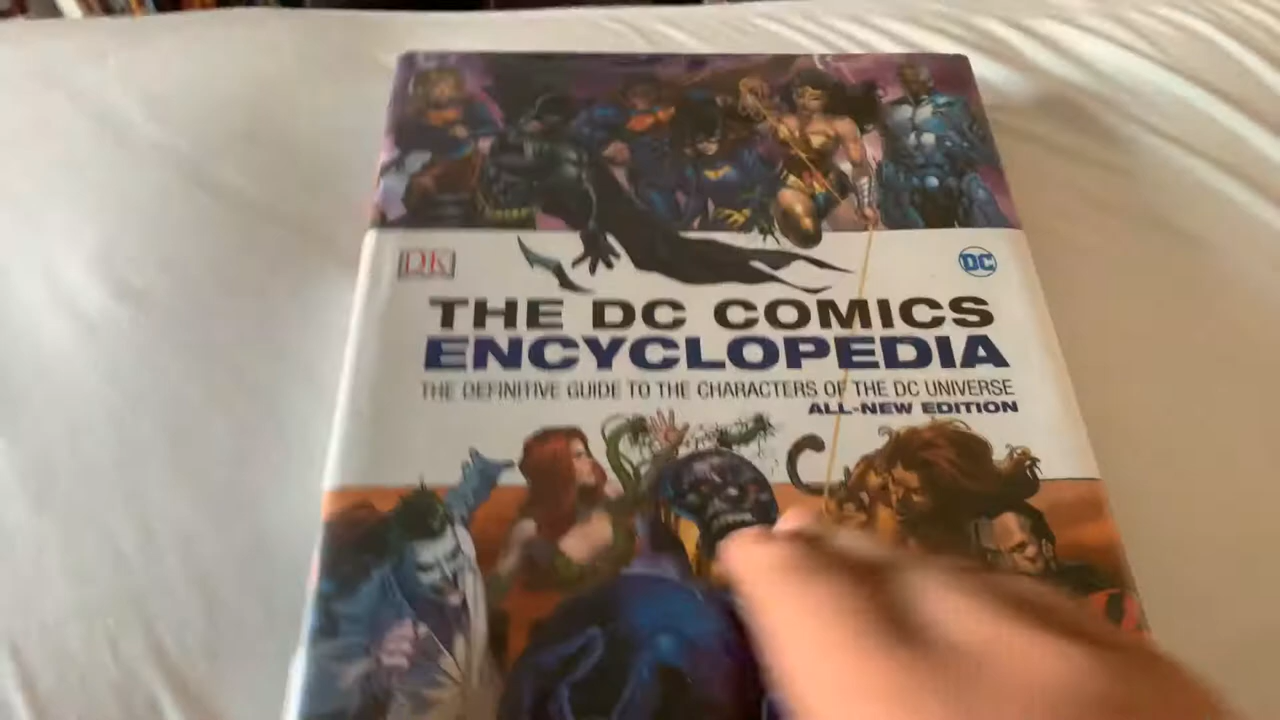 DK
DC
THE DC COMICS
ENCYCLOPEDIA
THE DEFINITIVE GUIDE TO THE CHARACTERS OF THE DC UNIVERSE
ALL-NEW EDITION